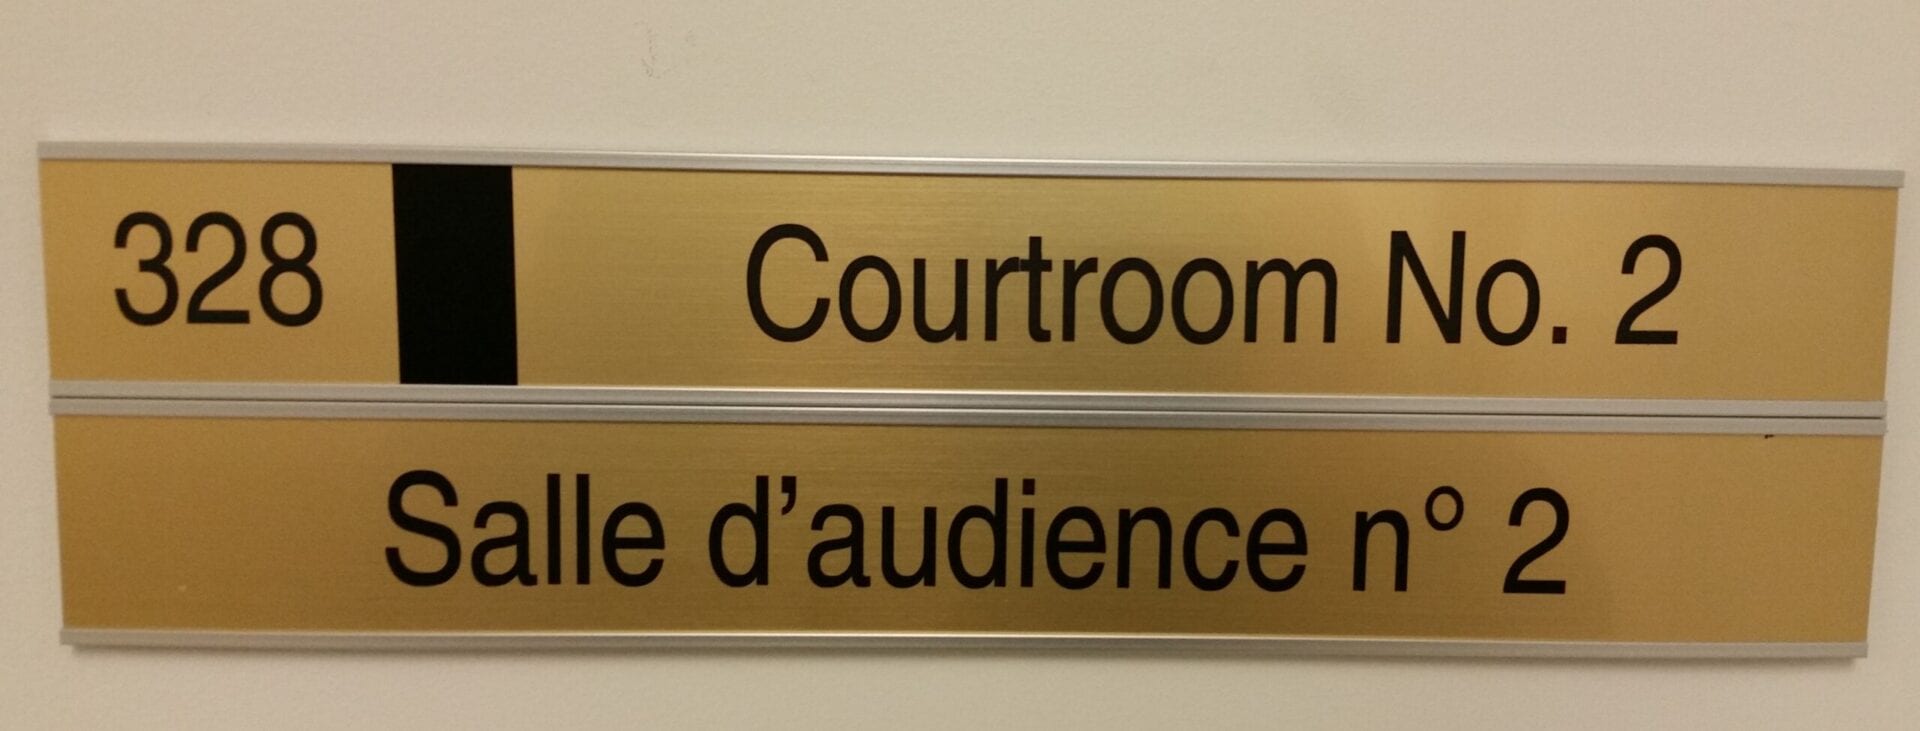 328 Courtroom No. 2
Salle d’audience n° 2